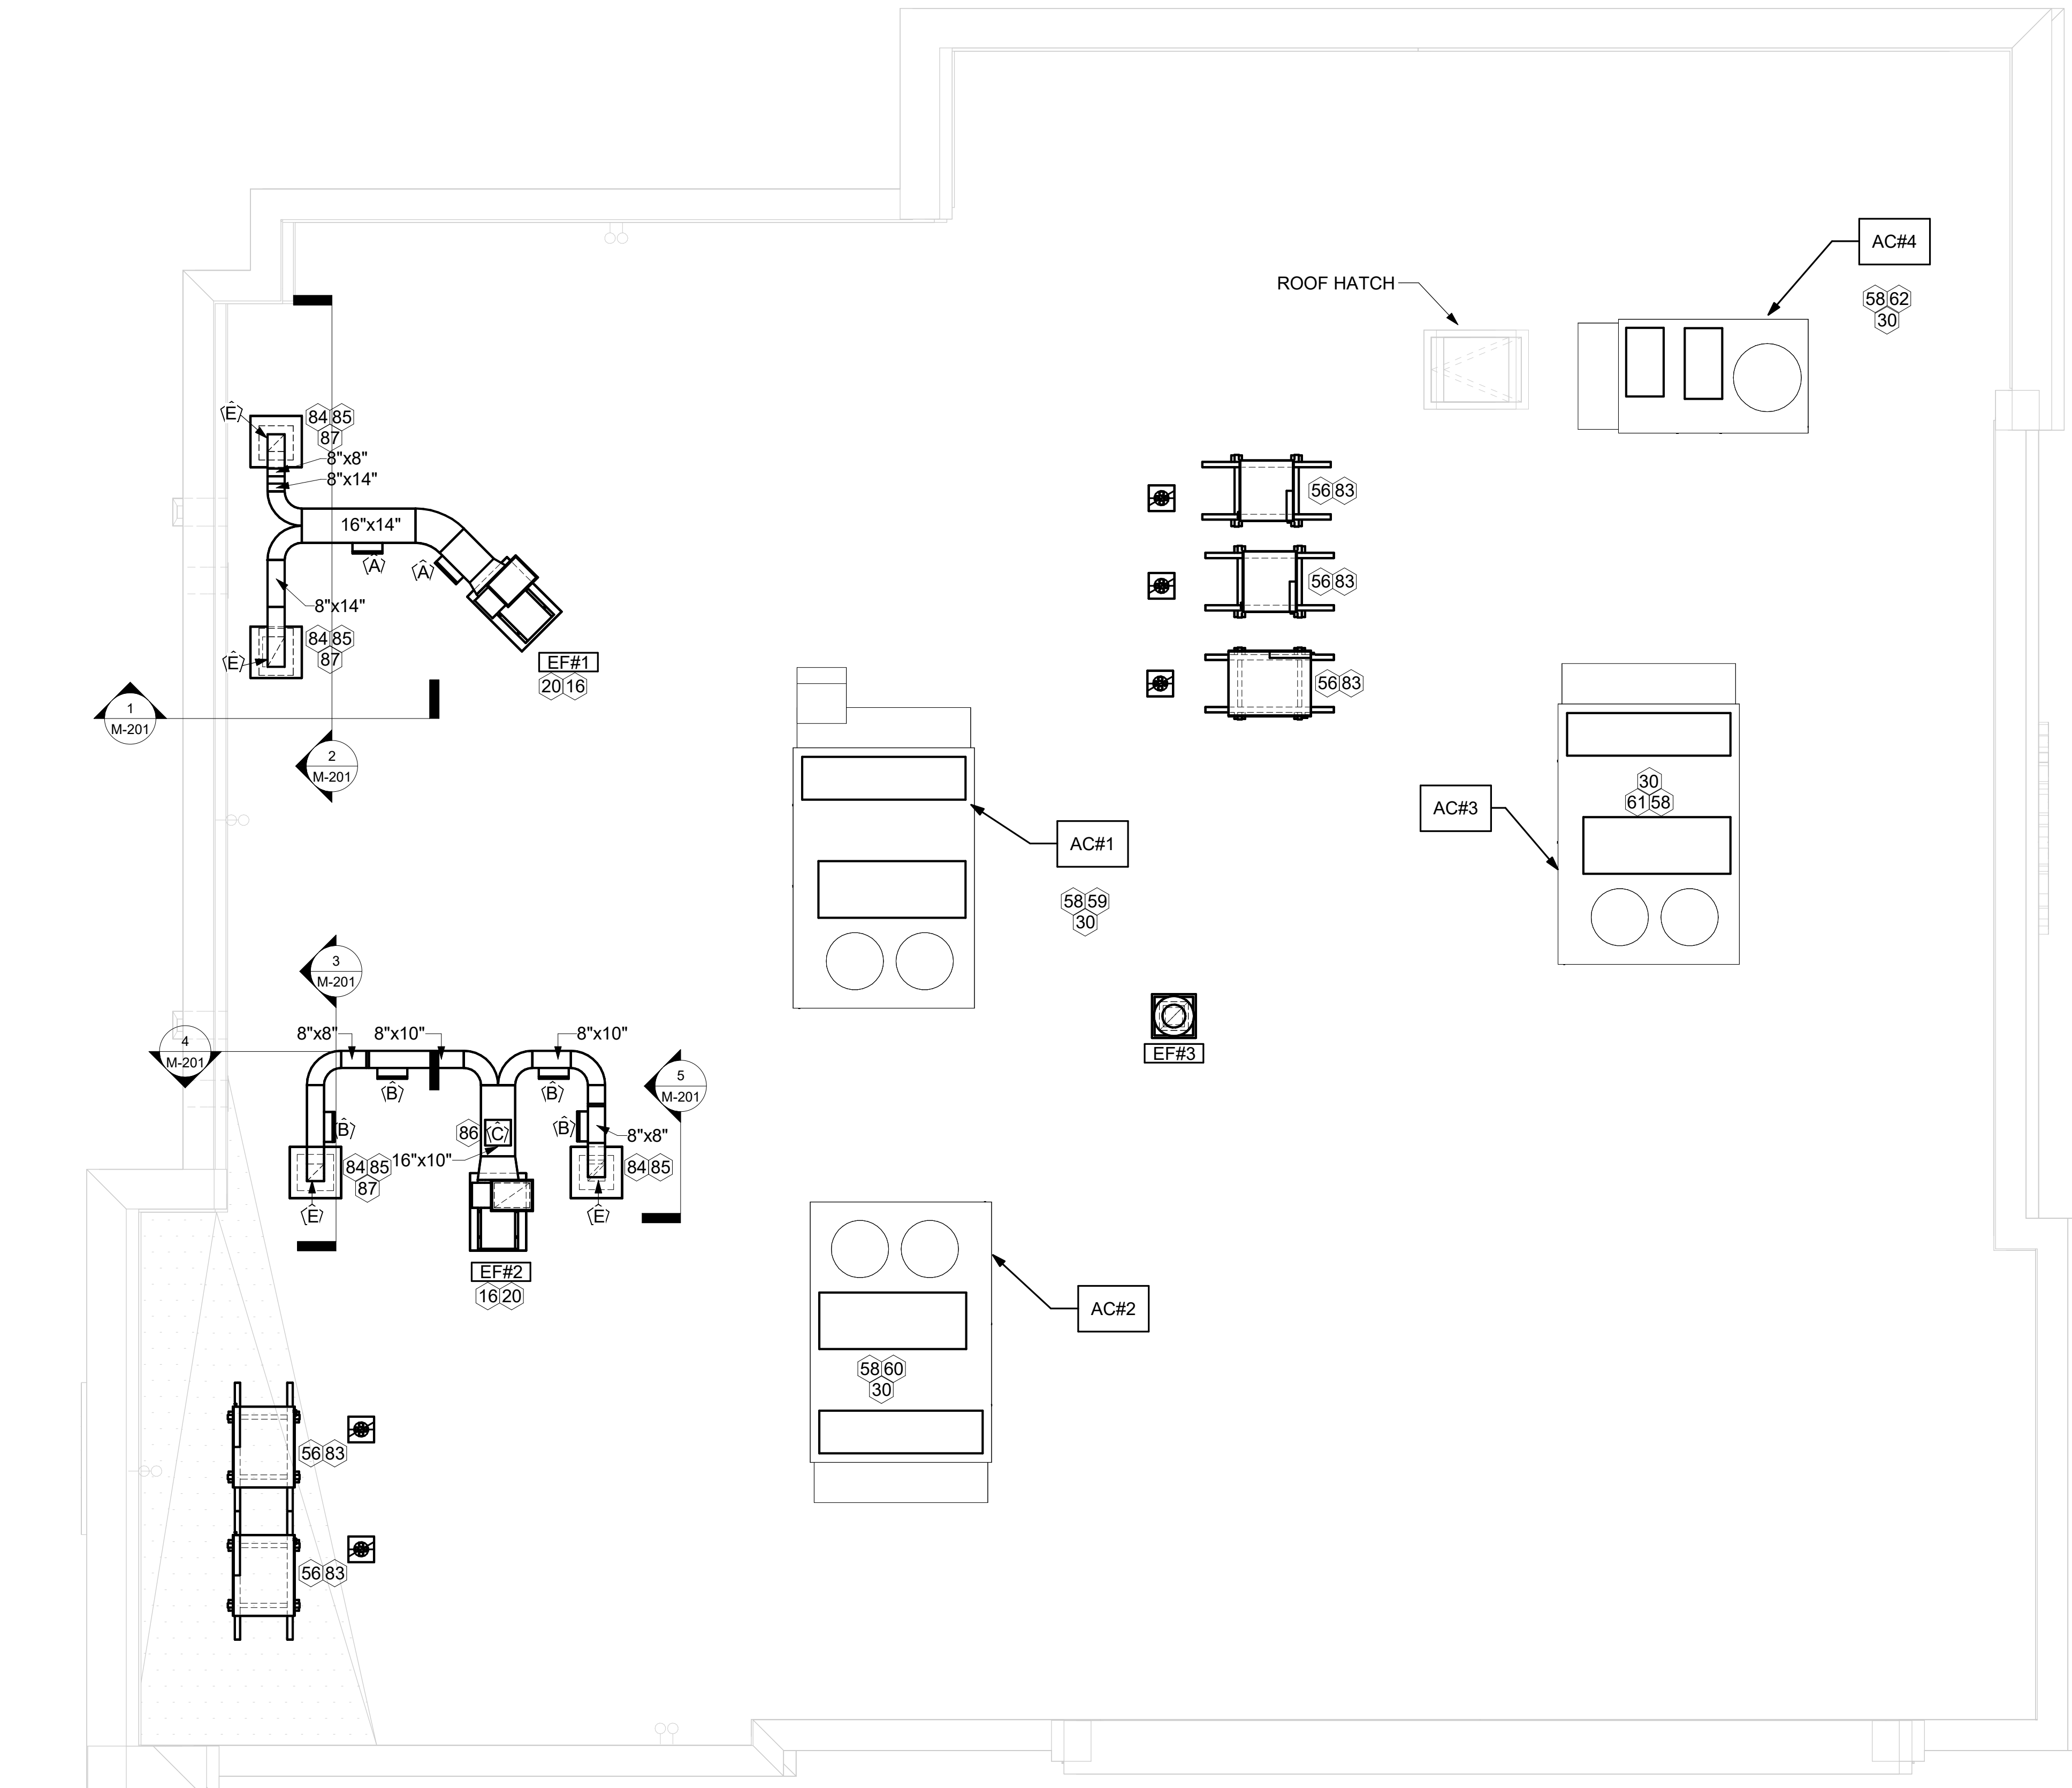 AC#4
58 62
30
ROOF HATCH
E
84 85
87
8"x8"
8"x14"
16"x14"
A
A
56 83
56 83
8"x14"
84 85
87
E
EF#1
20 16
56 83
1
M-201
2
M-201
30
61 58
AC#3
AC#1
58 59
30
3
M-201
8"x8"
8"x10"
8"x10"
4
M-201
EF#3
B
B
5
M-201
B
86
C
B
8"x8"
16"x10"
84 85
87
84 85
E
E
EF#2
16 20
AC#2
58 60
30
56 83
56 83